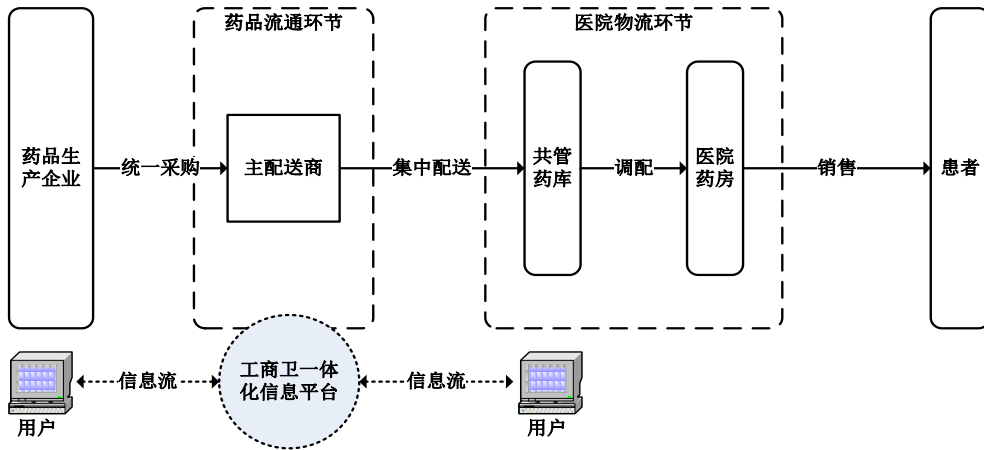 药品流通环节
医院物流环节
药品生
产企业
统一采购
主配送商
集中配送
共管
药库
调配
医院
药房
销售
患者
信息流
工商卫一体
化信息平台
信息流
用户
用户